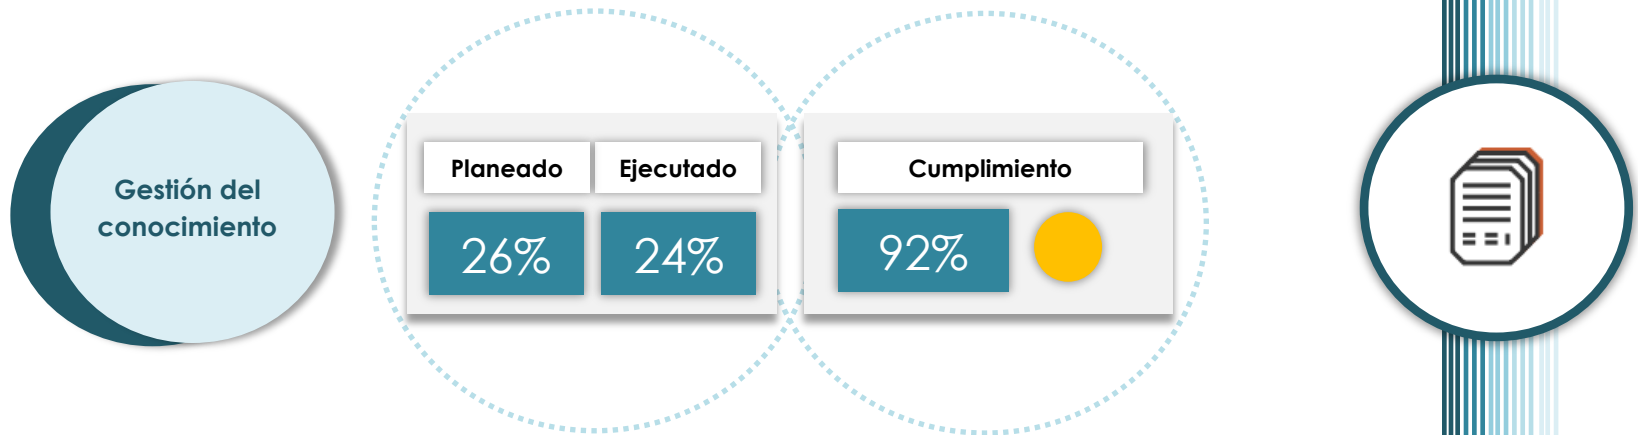 Gestión del
conocimiento
Planeado
Ejecutado
26%
24%
Cumplimiento
92%